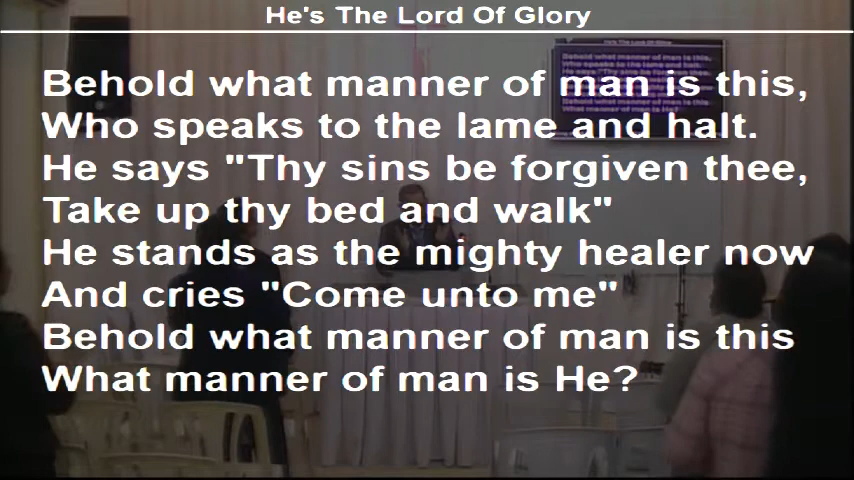 He's The Lord Of Glory
Behold what manner of man is this,
Who speaks to the lame and halt.
He says "Thy sins be forgiven thee,
Take up thy bed and walk"
He stands as the mighty healer now
And cries "Come unto me"
Behold what manner of man is this
What manner of man is He?